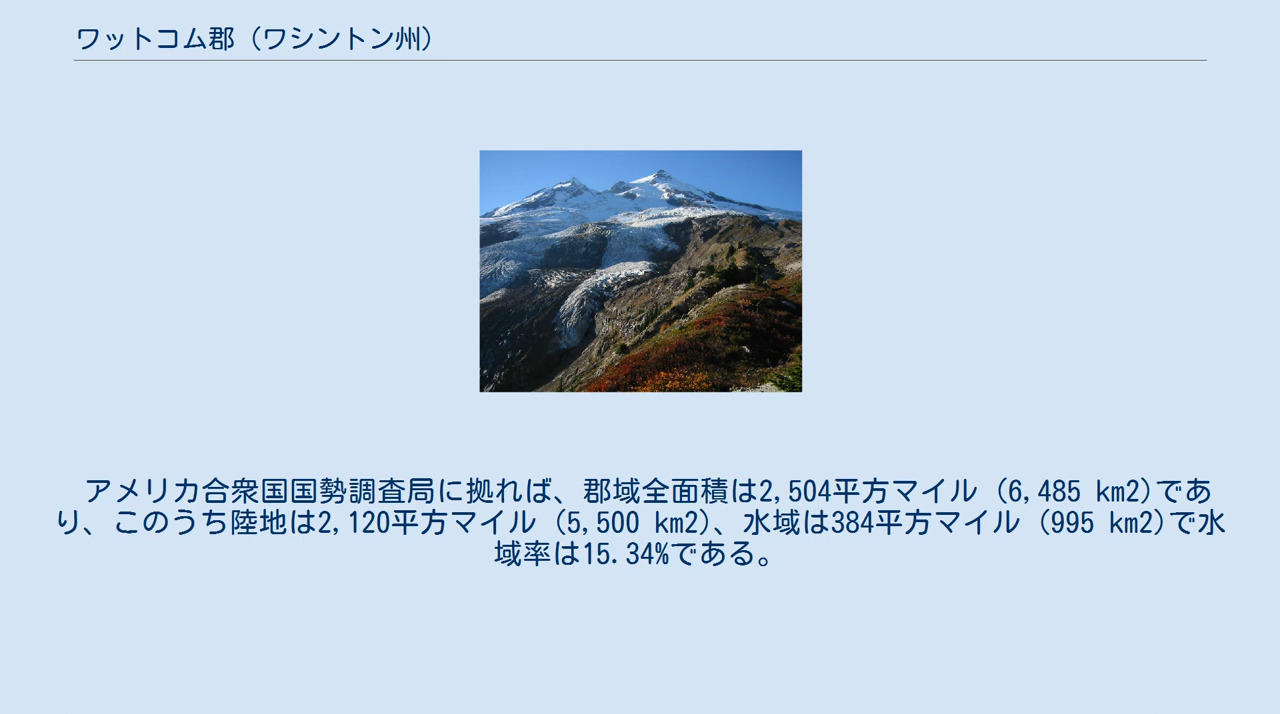 ワットコム郡 (ワシントン州)
アメリカ合衆国国勢調査局に拠れば、郡域全面積は2,504平方マイル (6,485 km2)であ
り、このうち陸地は2,120平方マイル (5,500 km2)、水域は384平方マイル (995 km2)で水
域率は15.34%である。